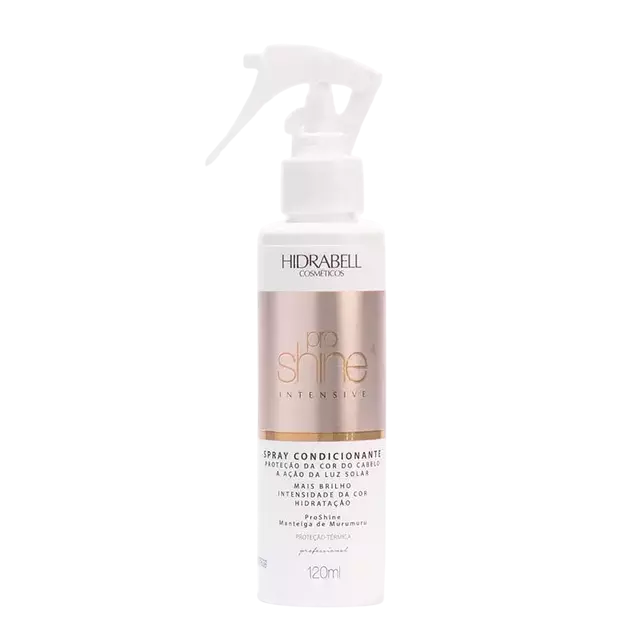 HIDRABELL
COSMÉTICOS
pro
shine
INTENSIVE
SPRAY CONDICIONANTE
PROTEÇÃO DA COR DO CABELO
A AÇÃO DA LUZ SOLAR
MAIS BRILHO
INTENSIDADE DA COR
HIDRATAÇÃO
ProShine
Manteiga de Murumuru
PROTEÇÃO TÉRMICA
professional
120ml